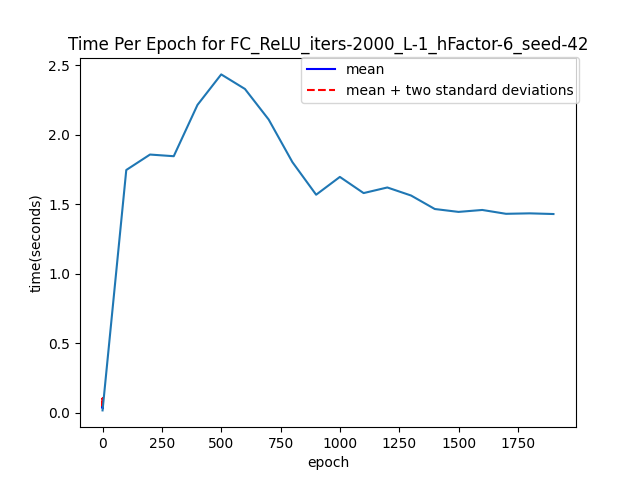 Time Per Epoch for FC_ReLU_iters-2000_L-1_hFactor-6_seed-42
mean
mean + two standard deviations
time(seconds)
2.5
2.0
1.5
1.0
0.5
0.0
0 250 500 750 1000 1250 1500 1750
epoch